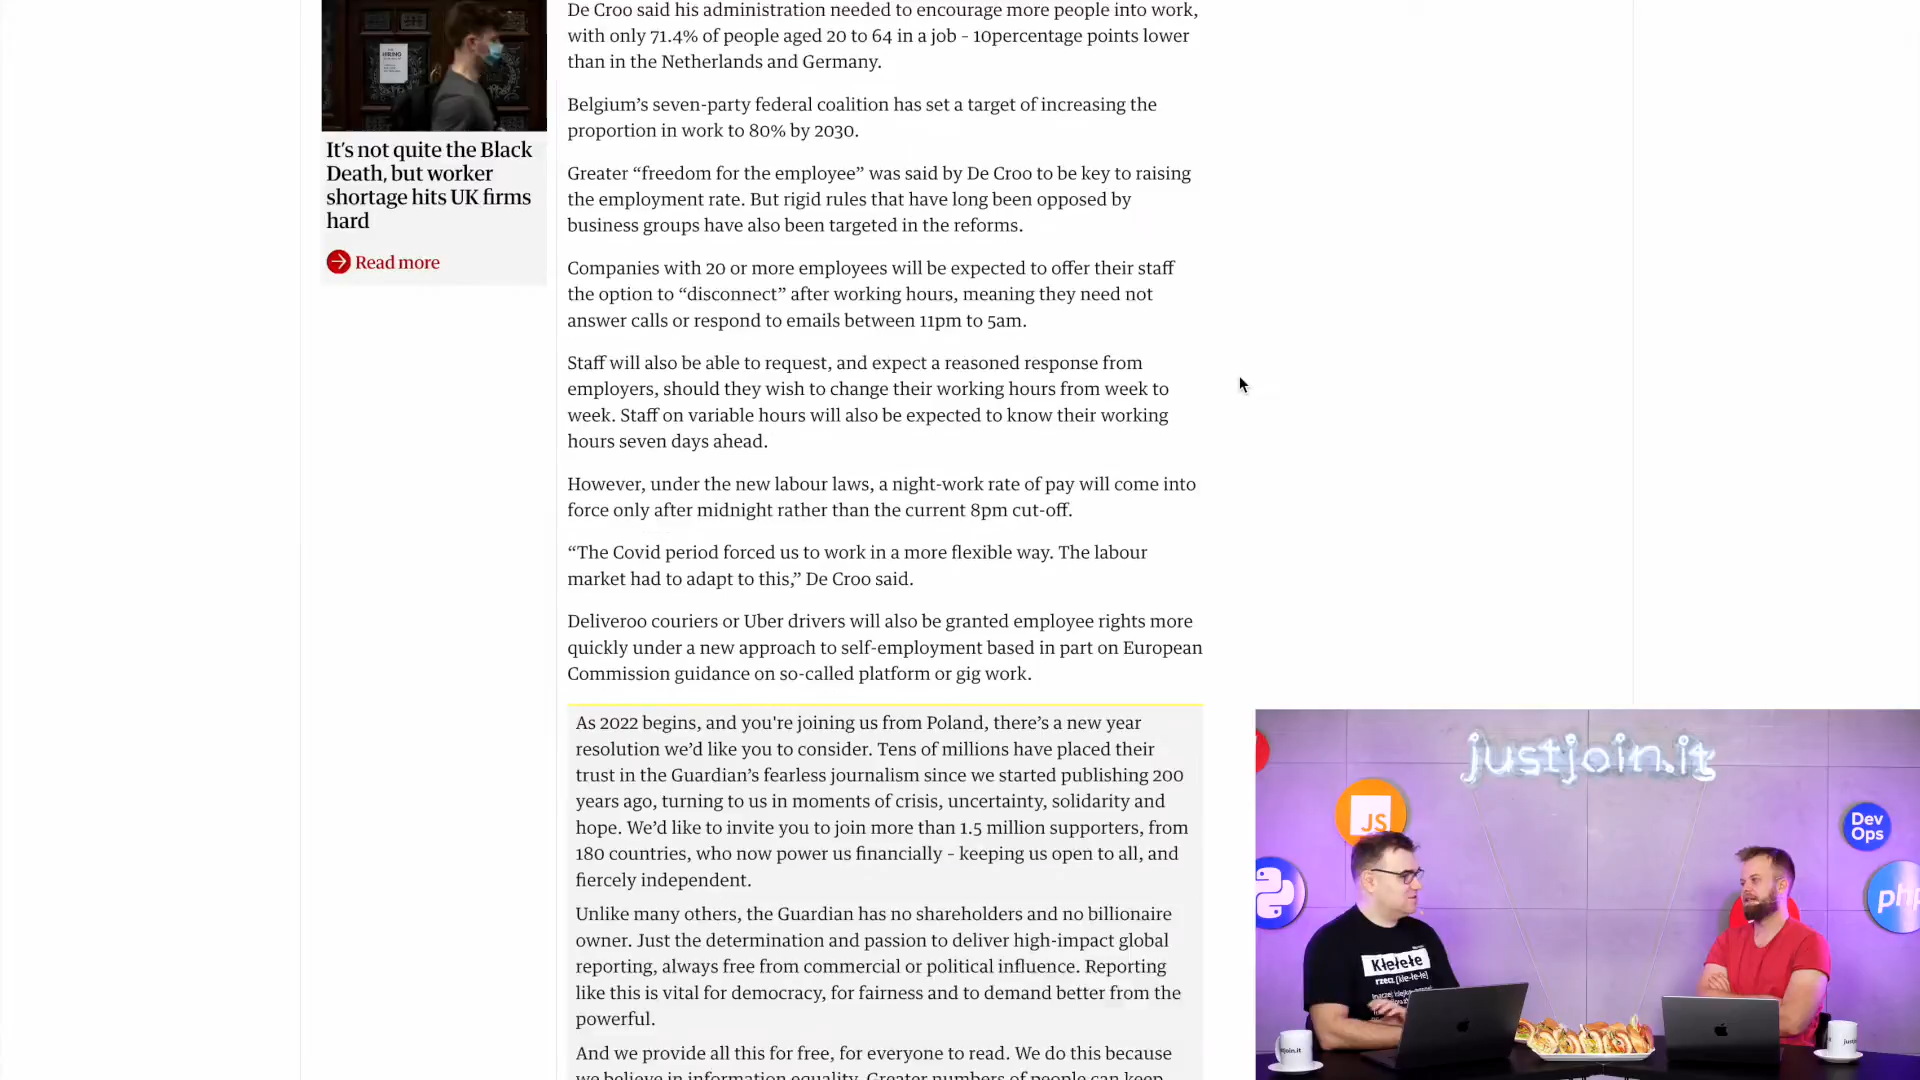 De Croo said his administration needed to encourage more people into work,
with only 71.4% of people aged 20 to 64 in a job – 10percentage points lower
than in the Netherlands and Germany.
Belgium’s seven-party federal coalition has set a target of increasing the
proportion in work to 80% by 2030.
Greater “freedom for the employee” was said by De Croo to be key to raising
the employment rate. But rigid rules that have long been opposed by
business groups have also been targeted in the reforms.
Companies with 20 or more employees will be expected to offer their staff
the option to “disconnect” after working hours, meaning they need not
answer calls or respond to emails between 11pm to 5am.
Staff will also be able to request, and expect a reasoned response from
employers, should they wish to change their working hours from week to
week. Staff on variable hours will also be expected to know their working
hours seven days ahead.
However, under the new labour laws, a night-work rate of pay will come into
force only after midnight rather than the current 8pm cut-off.
“The Covid period forced us to work in a more flexible way. The labour
market had to adapt to this,” De Croo said.
Deliveroo couriers or Uber drivers will also be granted employee rights more
quickly under a new approach to self-employment based in part on European
Commission guidance on so-called platform or gig work.
As 2022 begins, and you're joining us from Poland, there’s a new year
resolution we’d like you to consider. Tens of millions have placed their
trust in the Guardian’s fearless journalism since we started publishing 200
years ago, turning to us in moments of crisis, uncertainty, solidarity and
hope. We’d like to invite you to join more than 1.5 million supporters, from
180 countries, who now power us financially – keeping us open to all, and
fiercely independent.
Unlike many others, the Guardian has no shareholders and no billionaire
owner. Just the determination and passion to deliver high-impact global
reporting, always free from commercial or political influence. Reporting
like this is vital for democracy, for fairness and to demand better from the
powerful.
And we provide all this for free, for everyone to read. We do this because
we believe in information equality. Greater numbers of people can keep
HIRING
It’s not quite the Black
Death, but worker
shortage hits UK firms
hard
Read more
justjoin.it
JS
Dev
Ops
php
Kłełełe
rzecz. [kłe-łe-łe]